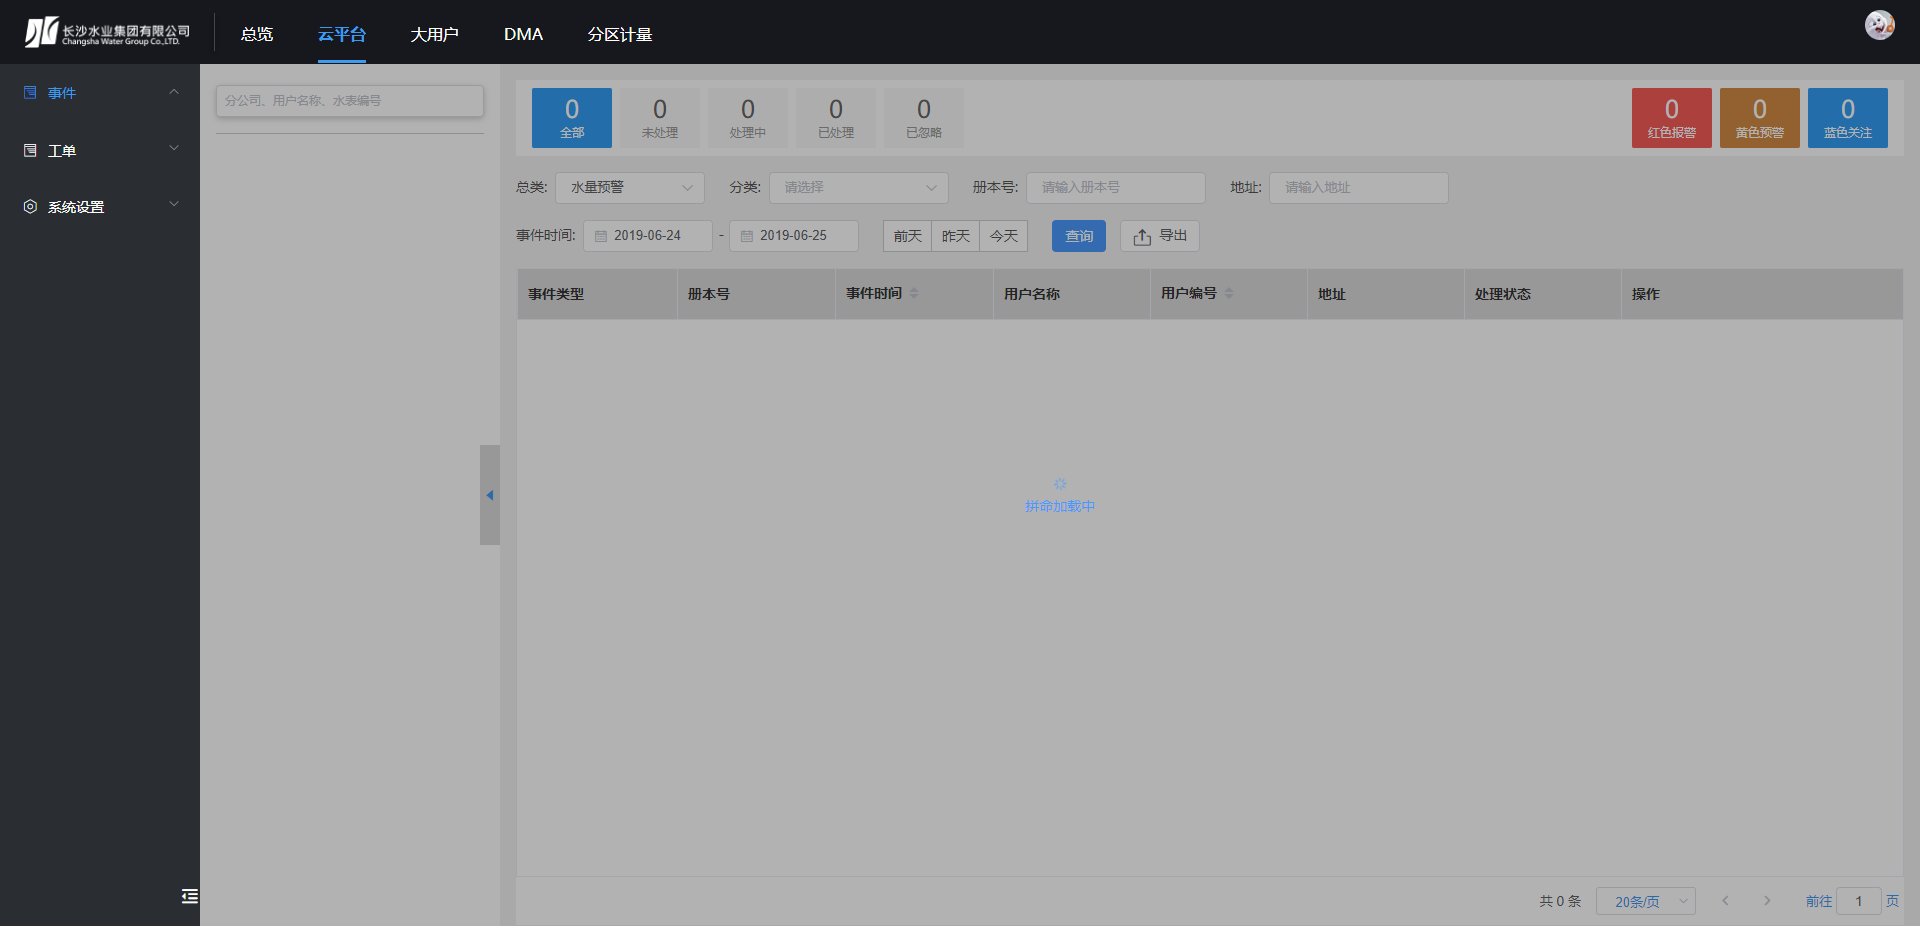 长沙水业集团有限公司
Changsha Water Group Co.,LTD.
总览 云平台 大用户 DMA 分区计量
事件
工单
系统设置
分公司、用户名称、水表编号
0 0 0 0 0 0 0 0
全部 未处理 处理中 已处理 已忽略 红色报警 黄色预警 蓝色关注
总类: 水量预警 分类: 请选择 册本号: 请输入册本号 地址: 请输入地址
事件时间: 2019-06-24 - 2019-06-25 前天 昨天 今天 查询 导出
事件类型 册本号 事件时间 用户名称 用户编号 地址 处理状态 操作
拼命加载中
共 0 条 20条/页 前往 1 页